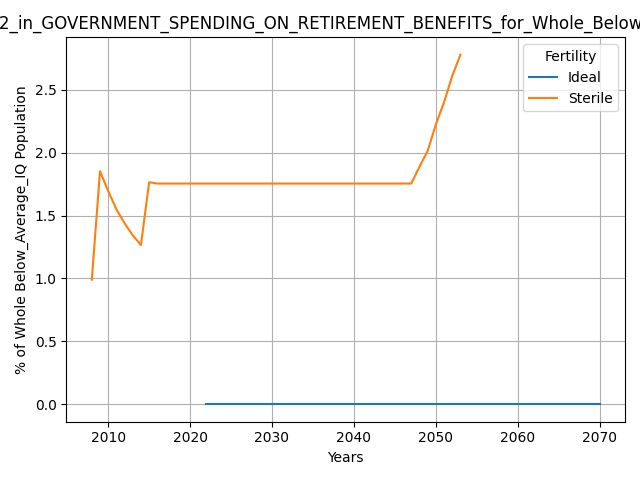 2_in_GOVERNMENT_SPENDING_ON_RETIREMENT_BENEFITS_for_Whole_Below
Fertility
Ideal
Sterile
% of Whole Below_Average_IQ Population
2.5
2.0
1.5
1.0
0.5
0.0
2010 2020 2030 2040 2050 2060 2070
Years